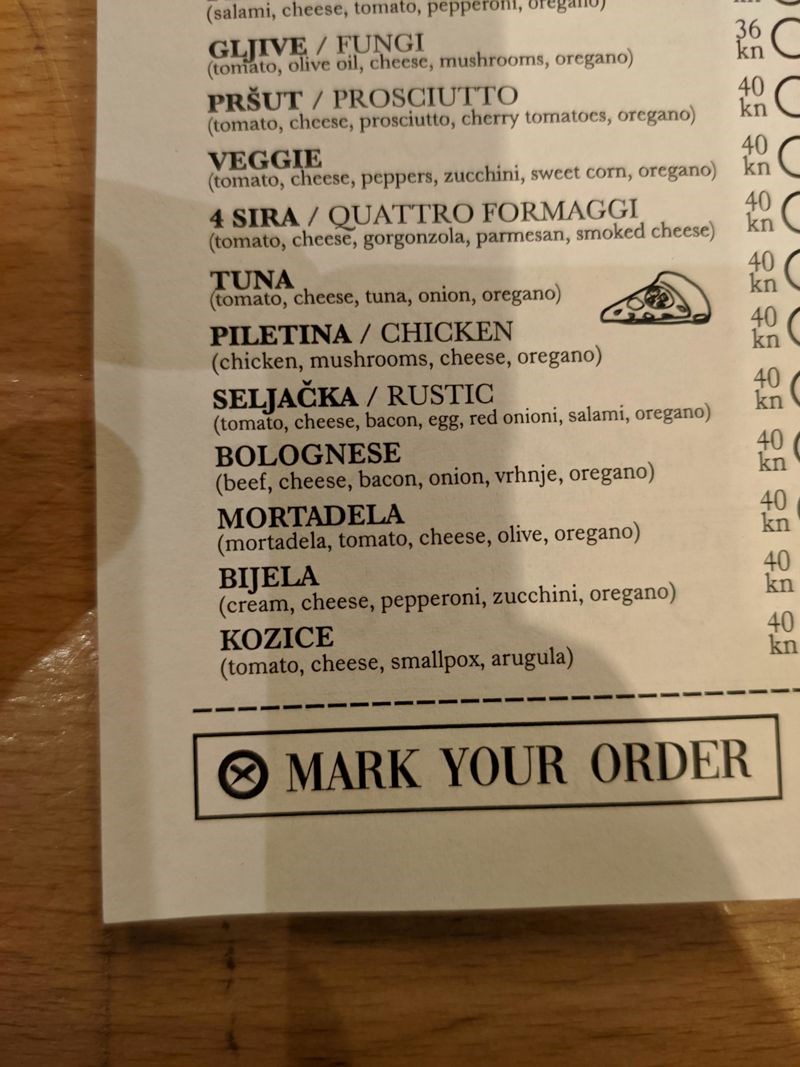 (salami, cheese, tomato, pepperoni, oregano)
GLJIVE / FUNGI
36 kn
(tomato, olive oil, cheese, mushrooms, oregano)
PRŠUT / PROSCIUTTO
40 kn
(tomato, cheese, prosciutto, cherry tomatoes, oregano)
VEGGIE
40 kn
(tomato, cheese, peppers, zucchini, sweet corn, oregano)
4 SIRA / QUATTRO FORMAGGI
40 kn
(tomato, cheese, gorgonzola, parmesan, smoked cheese)
TUNA
40 kn
(tomato, cheese, tuna, onion, oregano)
PILETINA / CHICKEN
40 kn
(chicken, mushrooms, cheese, oregano)
SELJAČKA / RUSTIC
40 kn
(tomato, cheese, bacon, egg, red onioni, salami, oregano)
BOLOGNESE
40 kn
(beef, cheese, bacon, onion, vrhnje, oregano)
MORTADELA
40 kn
(mortadela, tomato, cheese, olive, oregano)
BIJELA
40 kn
(cream, cheese, pepperoni, zucchini, oregano)
KOZICE
40 kn
(tomato, cheese, smallpox, arugula)
MARK YOUR ORDER